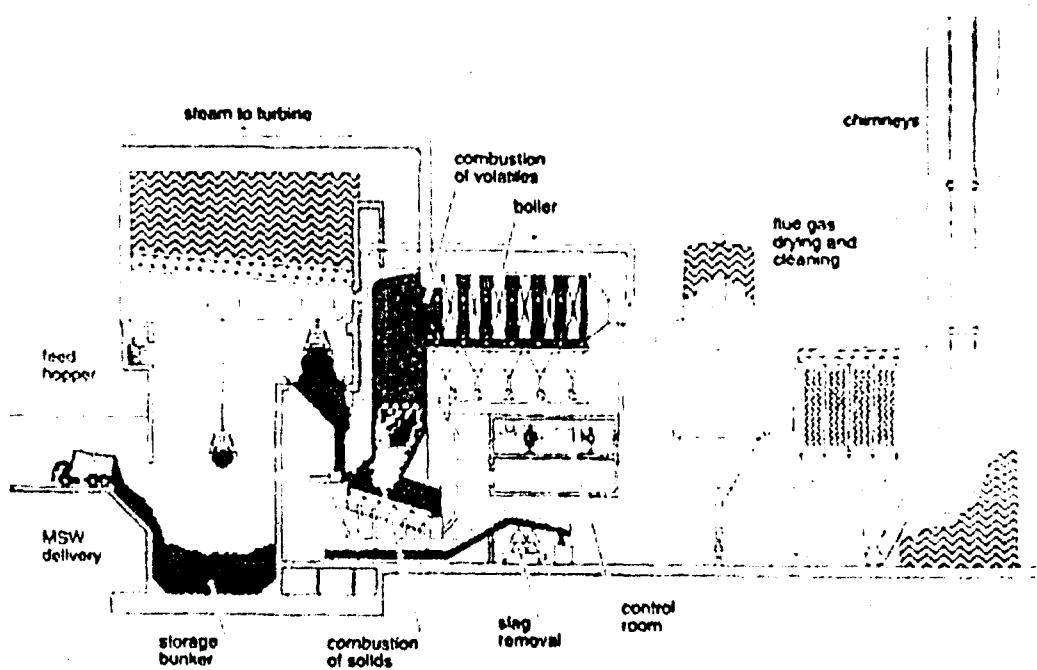 steam to turbine
chimneys
combustion
of volatiles
boiler
flue gas
drying and
cleaning
feed
hopper
MSW
delivery
storage
bunker
combustion
of solids
slag
removal
control
room